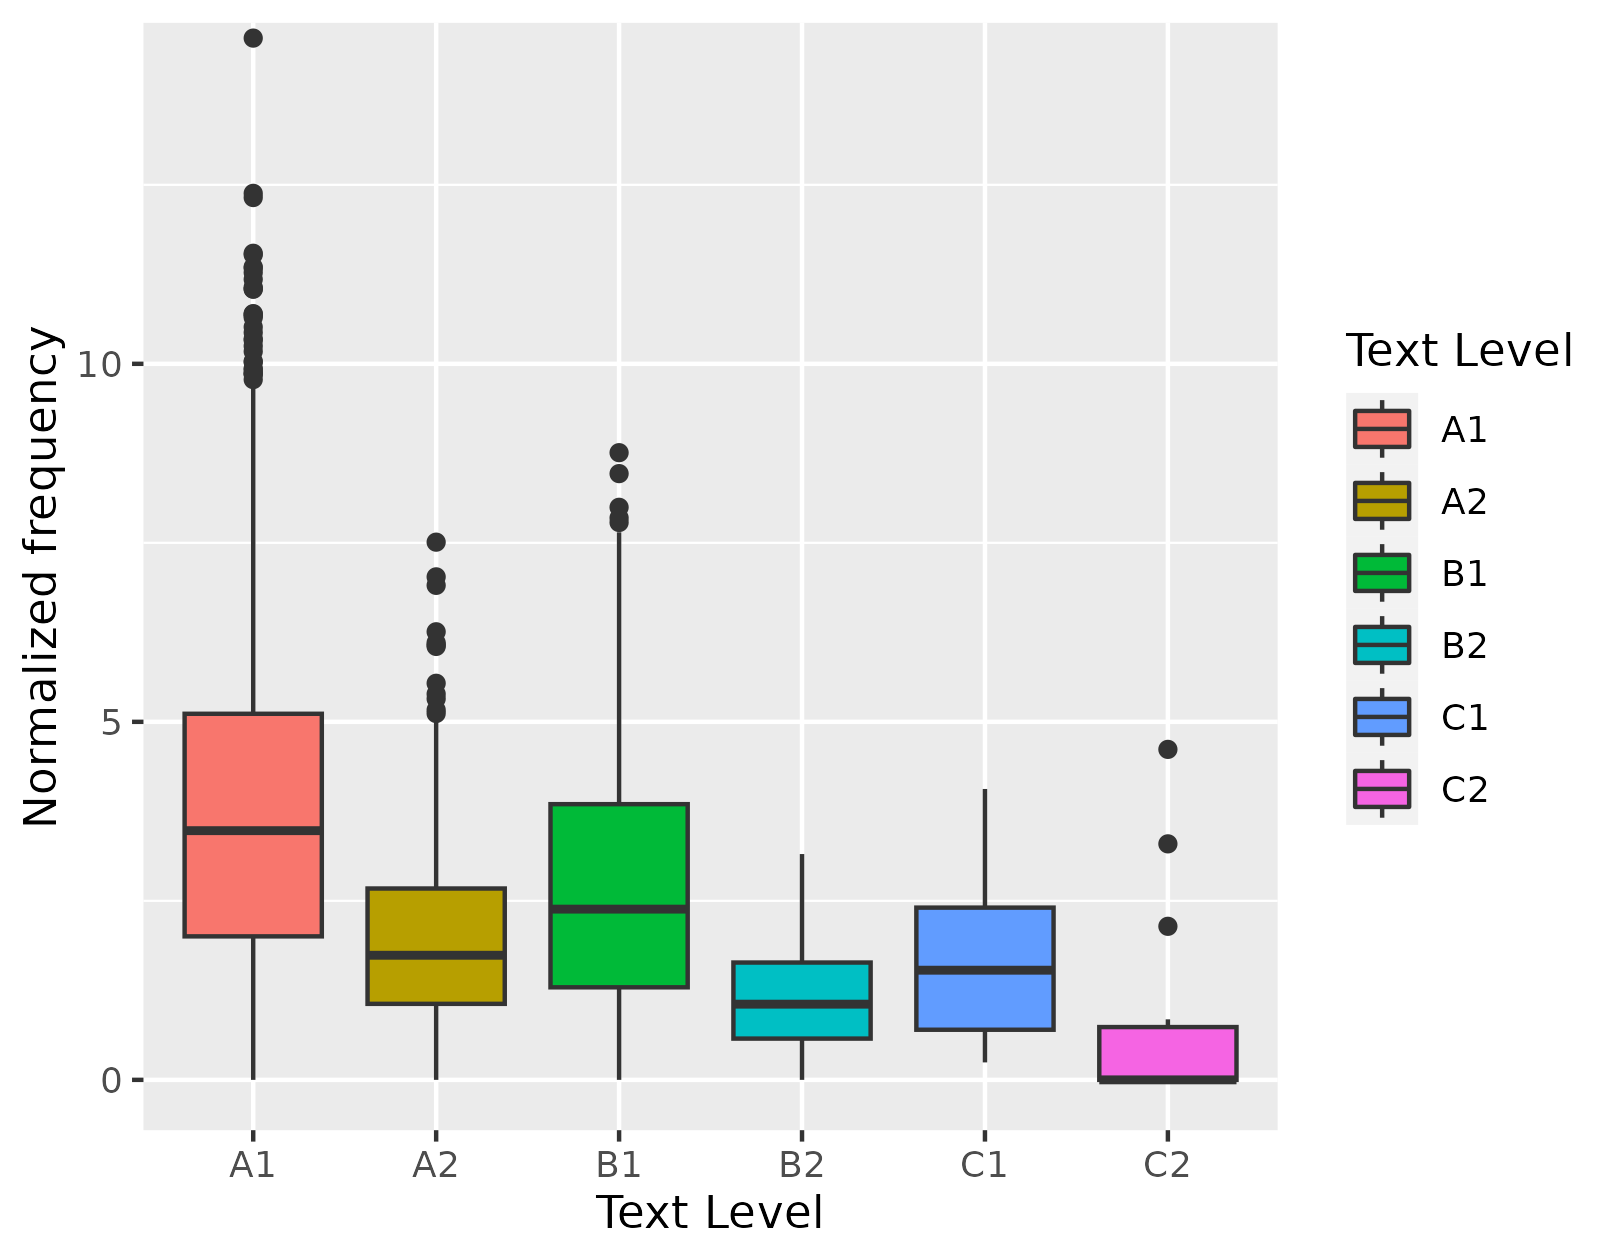 Normalized frequency
10
5
0
A1 A2 B1 B2 C1 C2
Text Level
Text Level
A1
A2
B1
B2
C1
C2